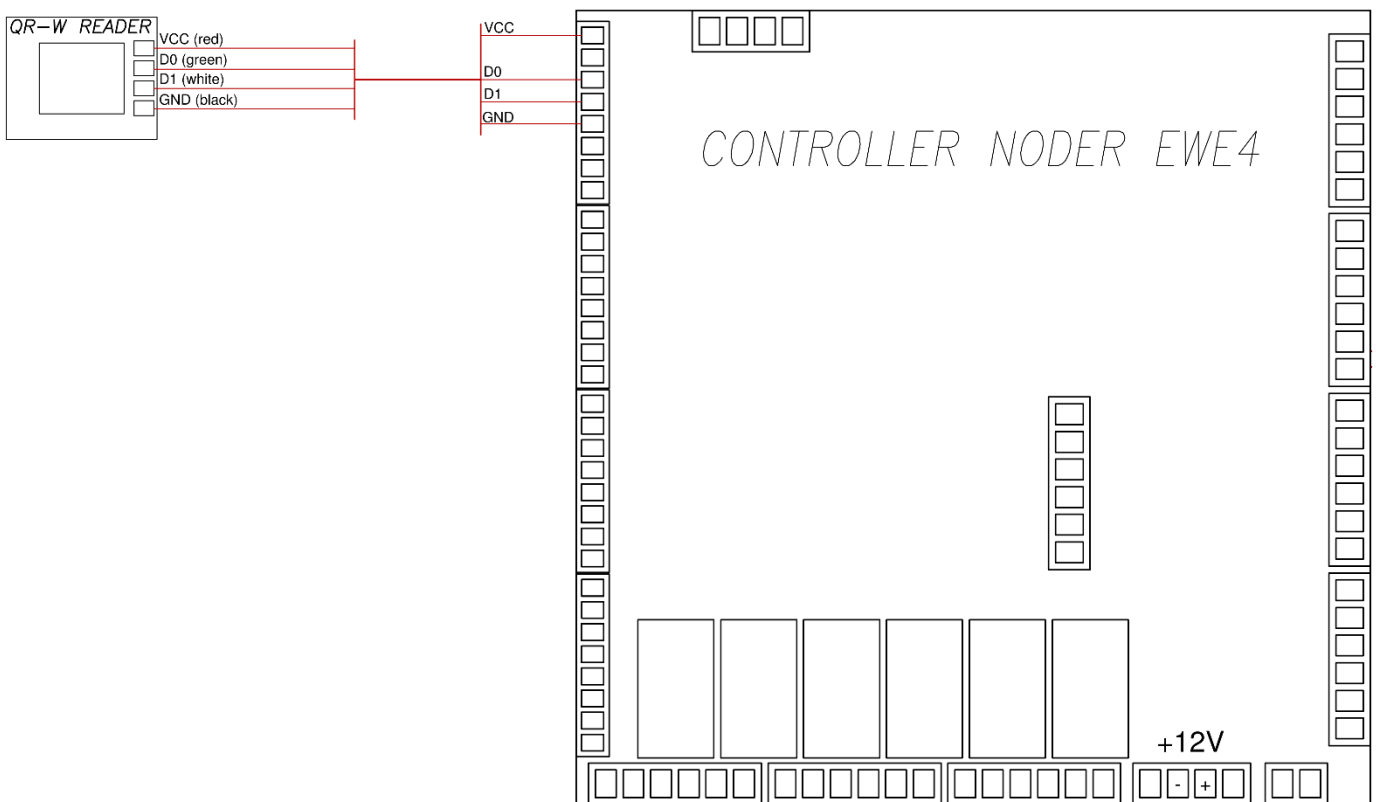 QR-W READER
VCC (red)
D0 (green)
D1 (white)
GND (black)
VCC
D0
D1
GND
CONTROLLER NODER EWE4
+12V
- +